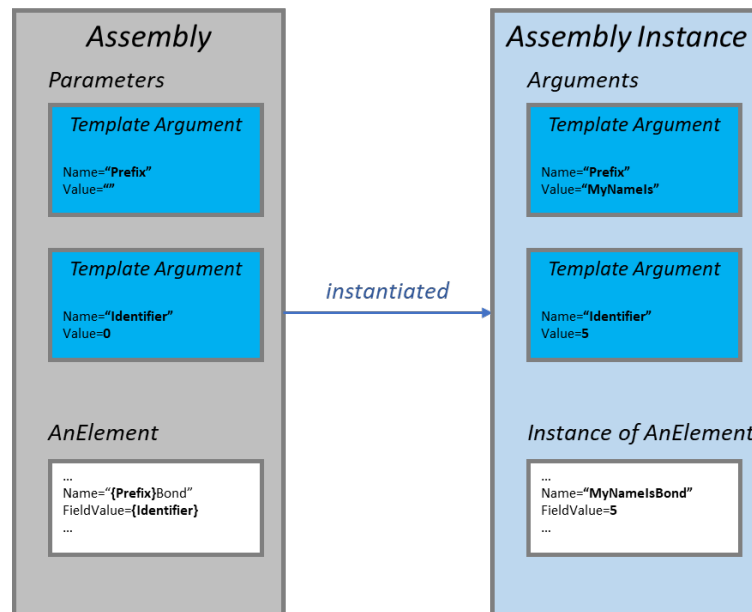 Assembly
Parameters
Template Argument
Name=“Prefix”
Value=“”
Template Argument
Name=“Identifier”
Value=0
AnElement
...
Name=“{Prefix}Bond”
FieldValue={Identifier}
...
instantiated
Assembly Instance
Arguments
Template Argument
Name=“Prefix”
Value=“MyNameIs”
Template Argument
Name=“Identifier”
Value=5
Instance of AnElement
...
Name=“MyNameIsBond”
FieldValue=5
...